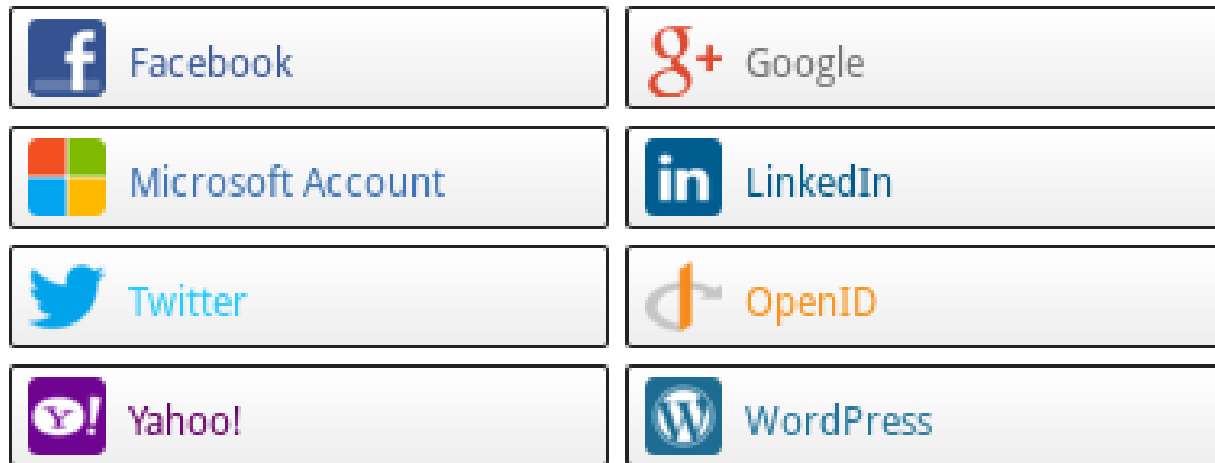 Facebook
Google
Microsoft Account
LinkedIn
Twitter
OpenID
Yahoo!
WordPress